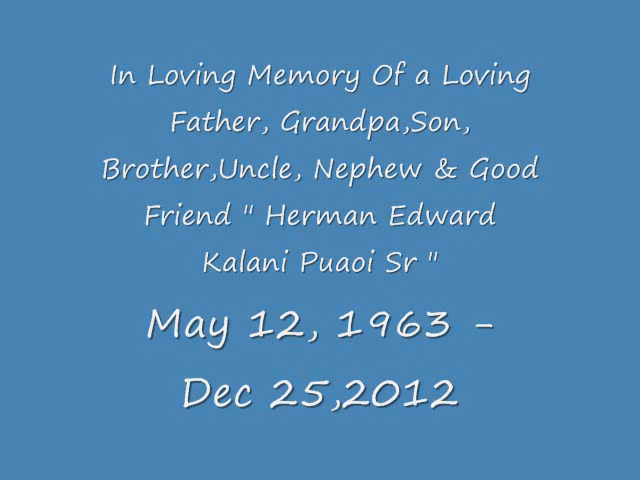 In Loving Memory Of a Loving
Father, Grandpa,Son,
Brother,Uncle, Nephew & Good
Friend " Herman Edward
Kalani Puaoi Sr "
May 12, 1963 -
Dec 25,2012